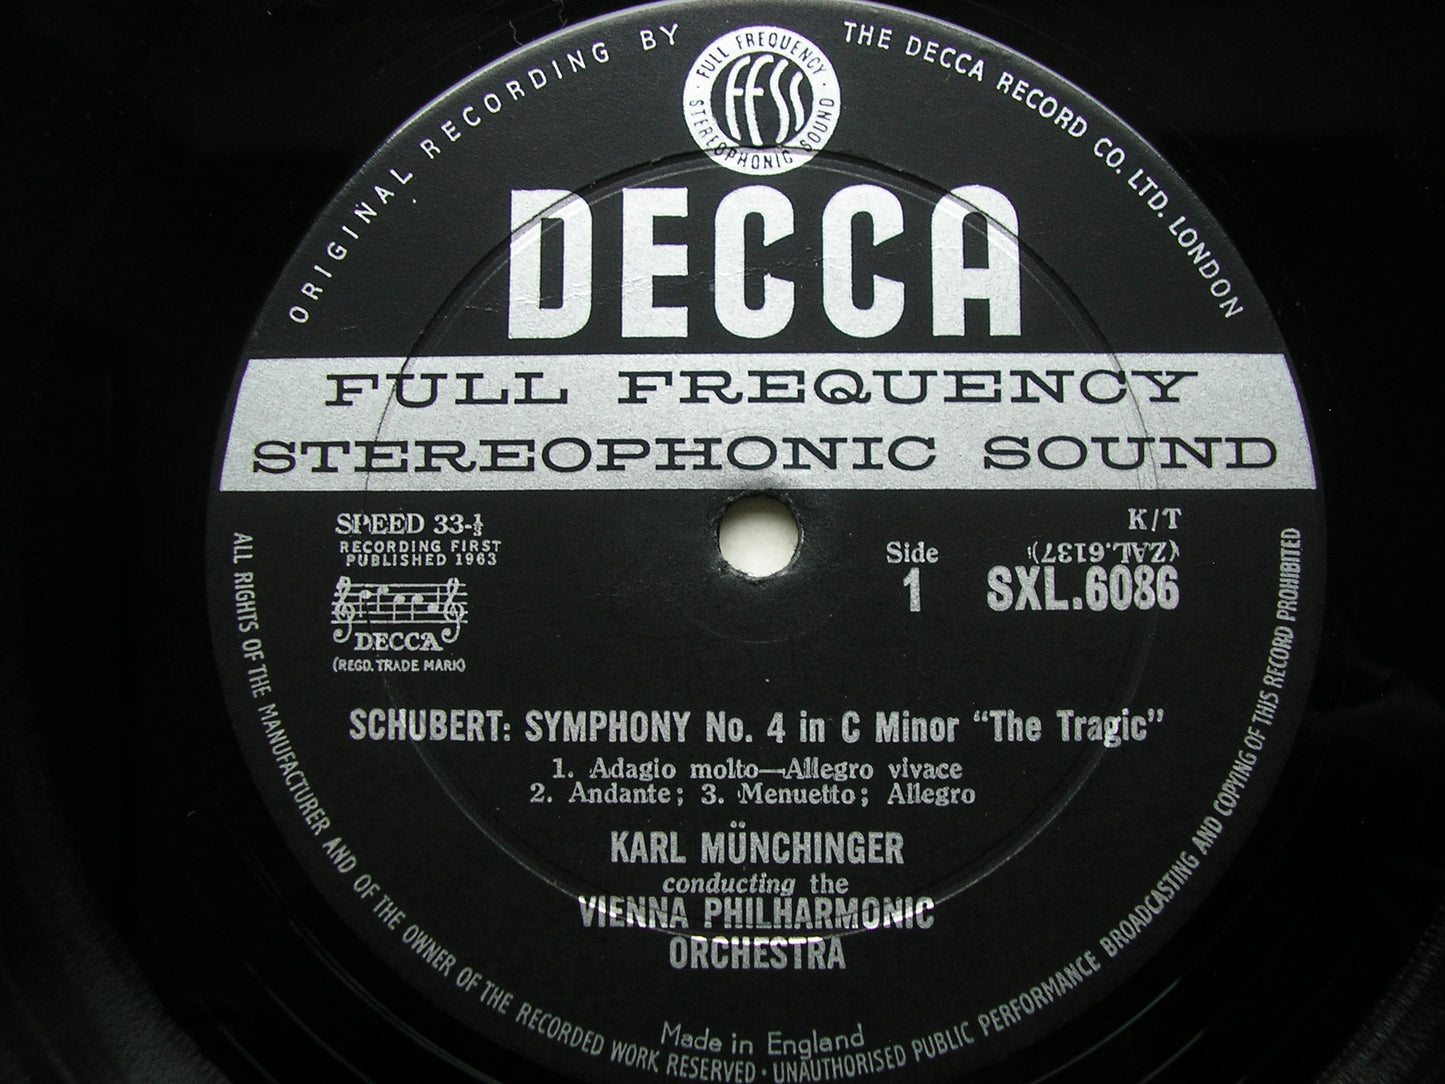 ORIGINAL RECORDING BY
THE DECCA RECORD CO. LTD. LONDON
FULL FREQUENCY
STEREOPHONIC SOUND
FFSS
DECCA
FULL FREQUENCY
STEREOPHONIC SOUND
SPEED 33-⅓
RECORDING FIRST
PUBLISHED 1963
DECCA
(REGD. TRADE MARK)
K/T
(ZAL.6137)
Side
1
SXL.6086
SCHUBERT: SYMPHONY No. 4 in C Minor “The Tragic”
1. Adagio molto—Allegro vivace
2. Andante; 3. Menuetto; Allegro
KARL MÜNCHINGER
conducting the
VIENNA PHILHARMONIC
ORCHESTRA
Made in England
ALL RIGHTS OF THE MANUFACTURER AND OF THE OWNER OF THE RECORDED WORK RESERVED · UNAUTHORISED PUBLIC PERFORMANCE BROADCASTING AND COPYING OF THIS RECORD PROHIBITED